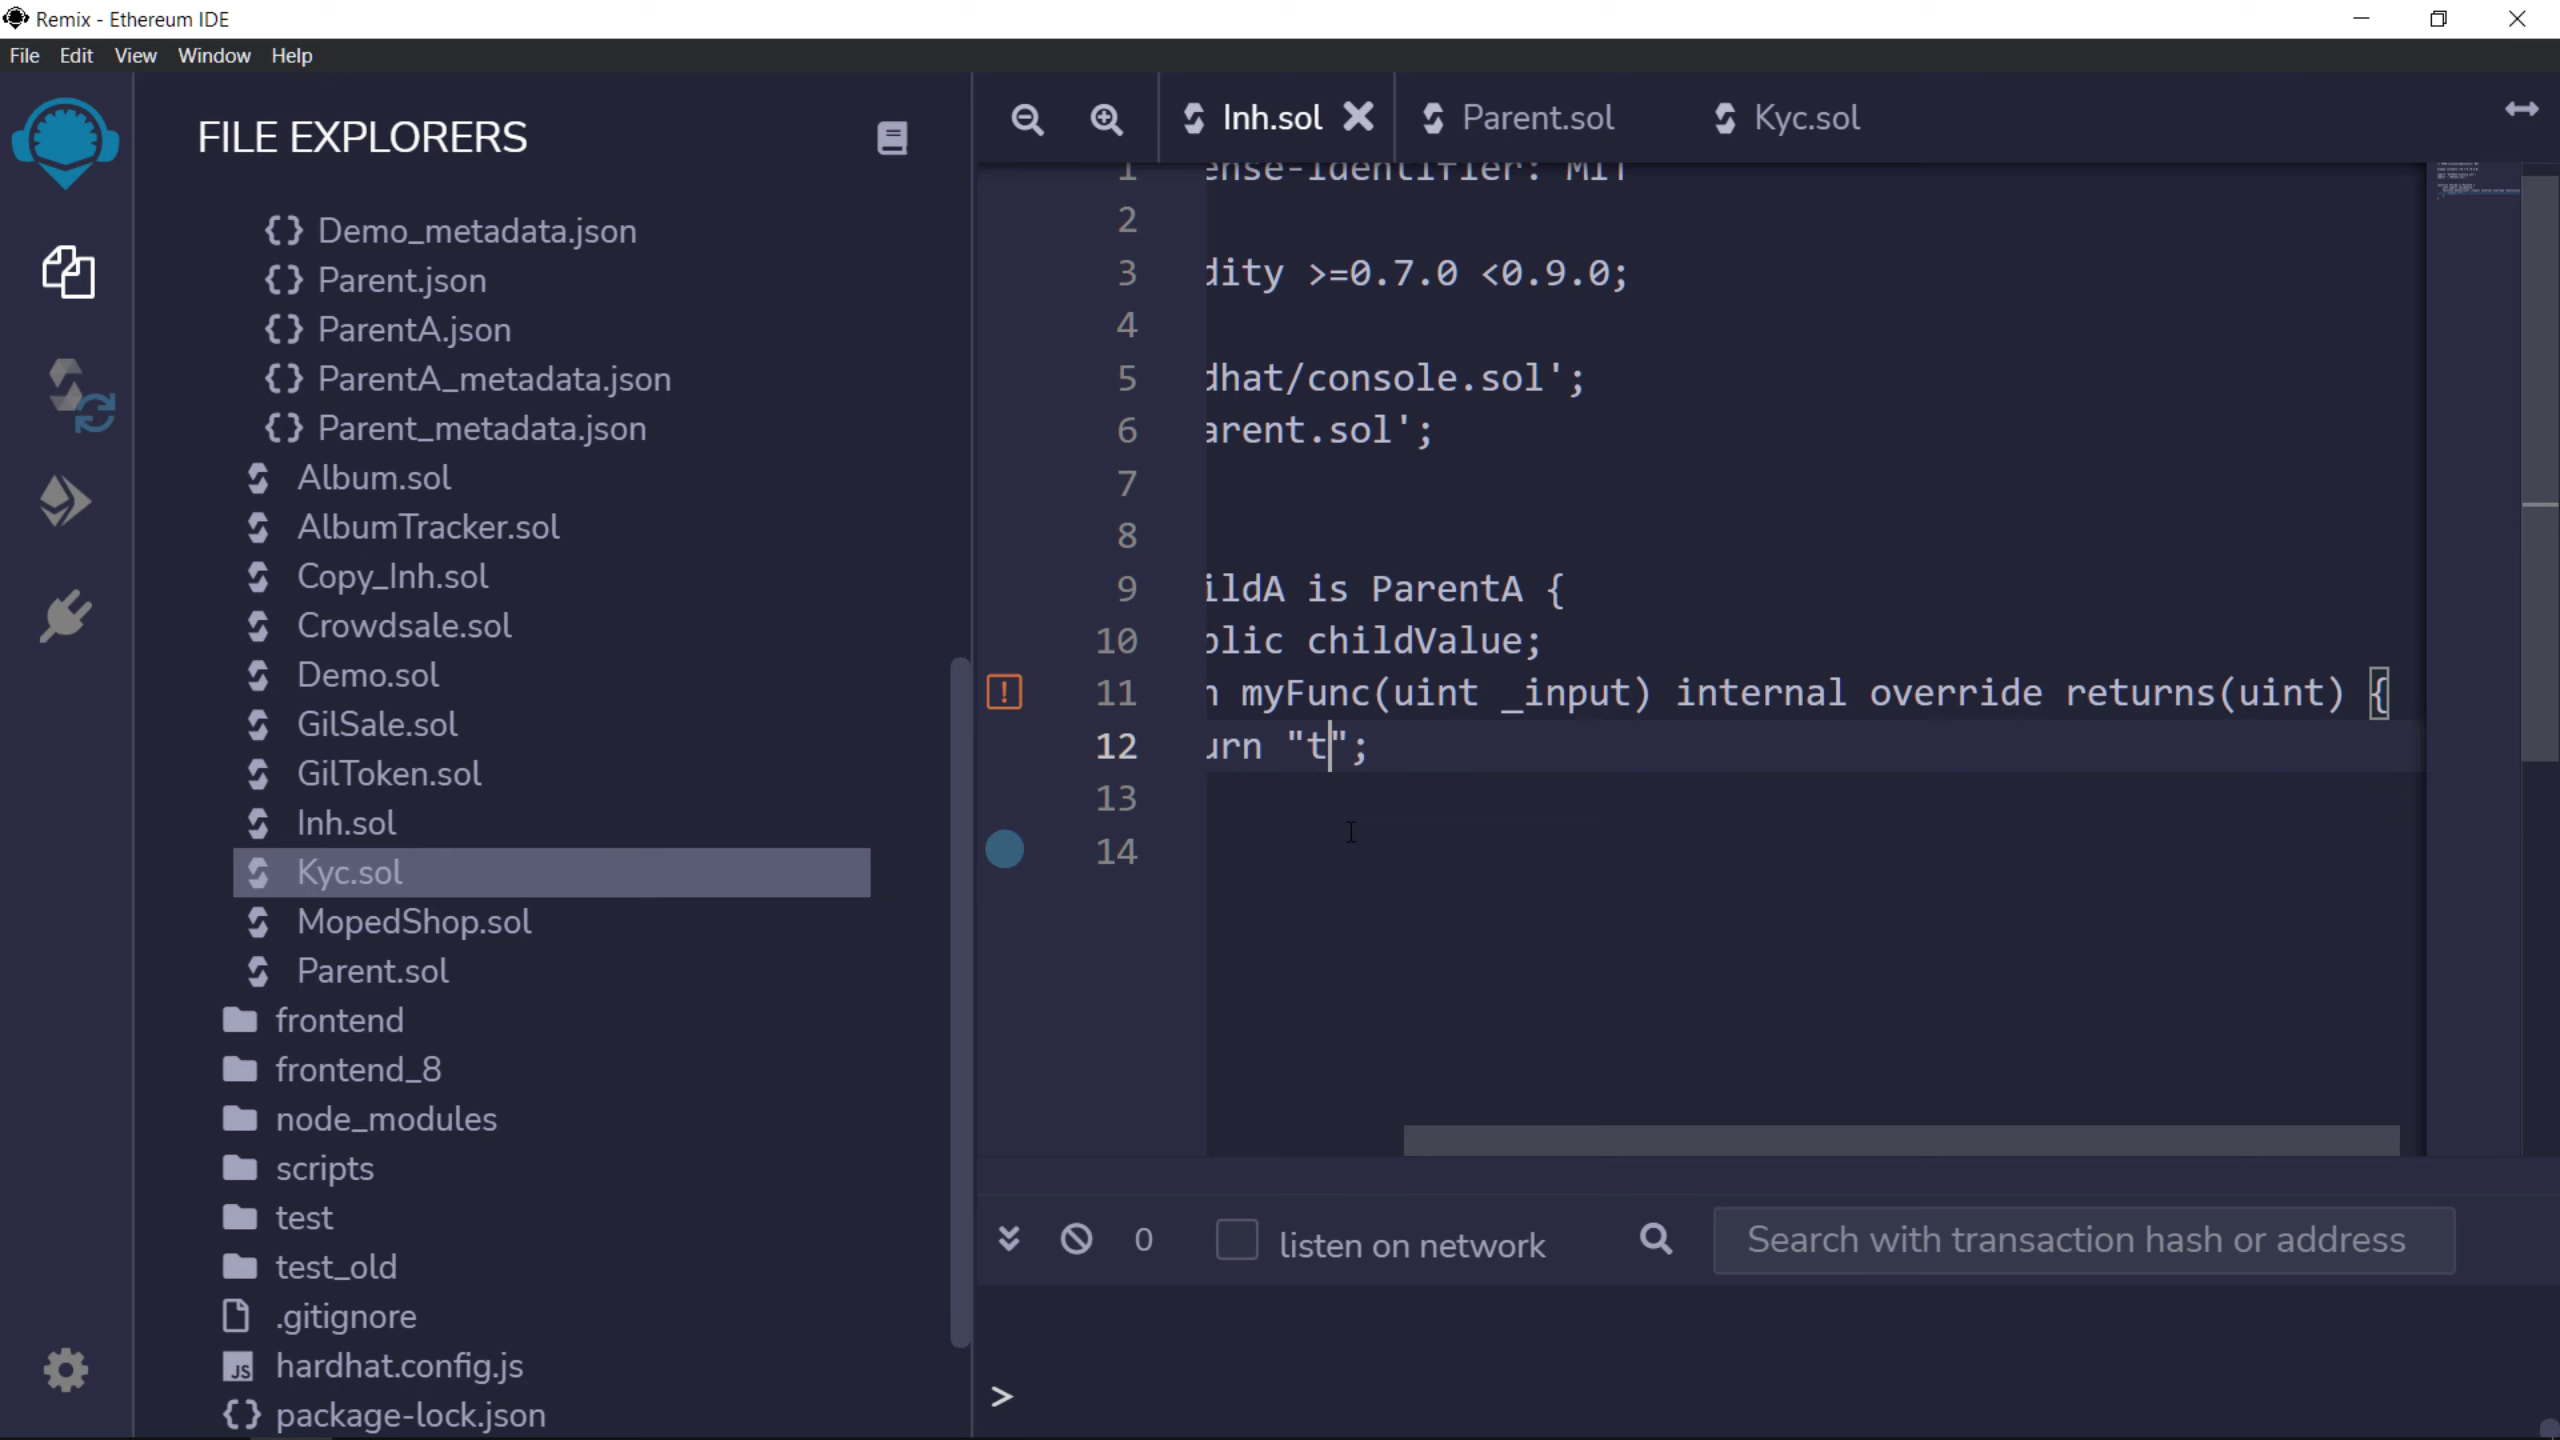 Remix - Ethereum IDE
File Edit View Window Help
FILE EXPLORERS
Demo_metadata.json
Parent.json
ParentA.json
ParentA_metadata.json
Parent_metadata.json
Album.sol
AlbumTracker.sol
Copy_Inh.sol
Crowdsale.sol
Demo.sol
GilSale.sol
GilToken.sol
Inh.sol
Kyc.sol
MopedShop.sol
Parent.sol
frontend
frontend_8
node_modules
scripts
test
test_old
.gitignore
JS hardhat.config.js
package-lock.json
Inh.sol Parent.sol Kyc.sol
1 ense-Identifier: MIT
2
3 dity >=0.7.0 <0.9.0;
4
5 dhat/console.sol';
6 arent.sol';
7
8
9 ildA is ParentA {
10 blic childValue;
11 n myFunc(uint _input) internal override returns(uint) {
12 urn "t";
13
14
0 listen on network Search with transaction hash or address
>